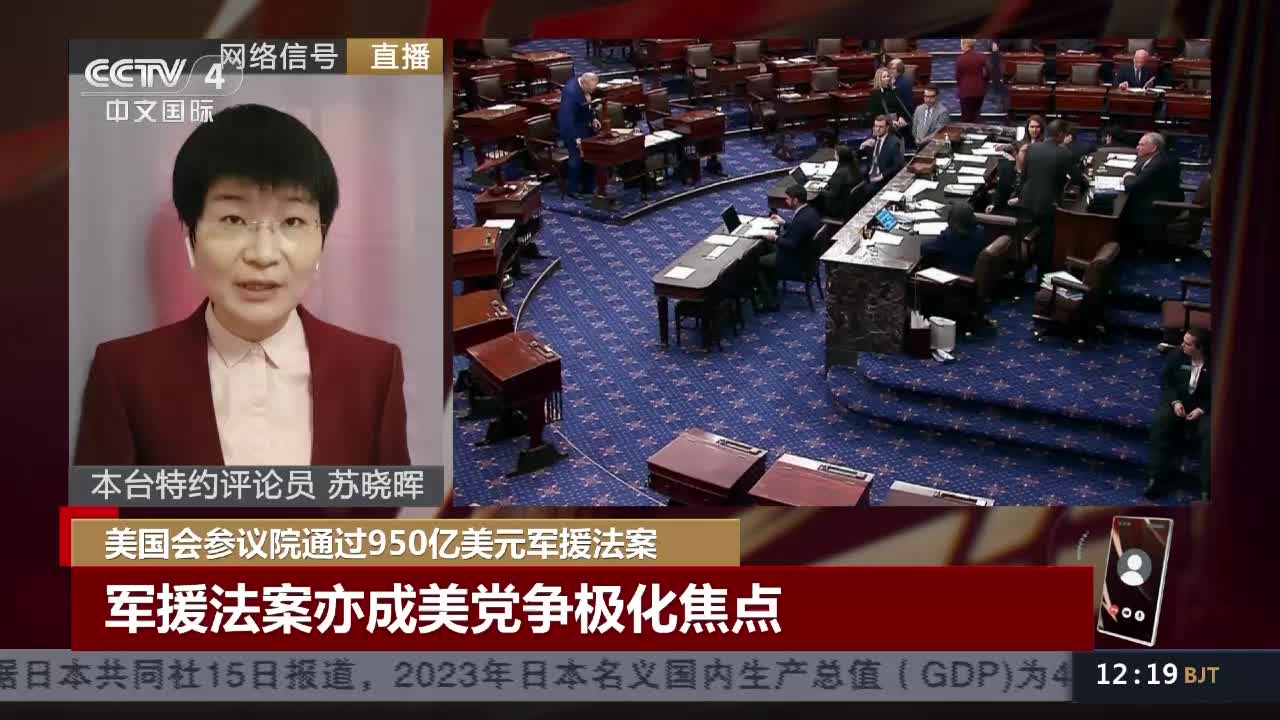 网络信号 直播
CCTV 4
中文国际
本台特约评论员 苏晓晖
美国会参议院通过950亿美元军援法案
军援法案亦成美党争极化焦点
据日本共同社15日报道，2023年日本名义国内生产总值（GDP)为4
12:19 BJT